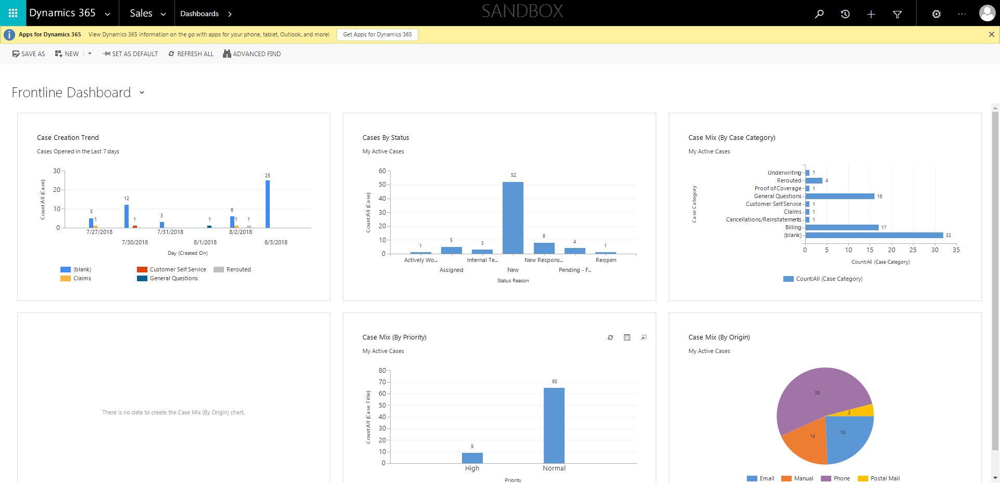 Dynamics 365 Sales Dashboards SANDBOX
Apps for Dynamics 365 View Dynamics 365 information on the go with apps for your phone, tablet, Outlook, and more! Get Apps for Dynamics 365
SAVE AS NEW SET AS DEFAULT REFRESH ALL ADVANCED FIND
Frontline Dashboard
Case Creation Trend
Cases Opened in the Last 7 days
Count:All (Case)
30
20
10
0
5 1 12 1 3 1 6 1 1 25
7/27/2018 7/31/2018 8/2/2018
7/30/2018 8/1/2018 8/3/2018
Day (Created On)
(blank) Customer Self Service Rerouted
Claims General Questions
Cases By Status
My Active Cases
Count:All (Case)
60
50
40
30
20
10
0
1 5 3 52 8 4 1
Actively Wo... Internal Te... New Respons... Reopen
Assigned New Pending - F...
Status Reason
Case Mix (By Case Category)
My Active Cases
Case Category
Underwriting 1
Rerouted 4
Proof of Coverage 1
General Questions 16
Customer Self Service 1
Claims 1
Cancellations/Reinstatements 1
Billing 17
(blank) 32
0 5 10 15 20 25 30 35
Count:All (Case Category)
Count:All (Case Category)
There is no data to create the Case Mix (By Origin) chart.
Case Mix (By Priority)
My Active Cases
Count:All (Case Title)
80
70
60
50
40
30
20
10
0
9 65
High Normal
Priority
Case Mix (By Origin)
My Active Cases
39
3
18
14
Email Manual Phone Postal Mail